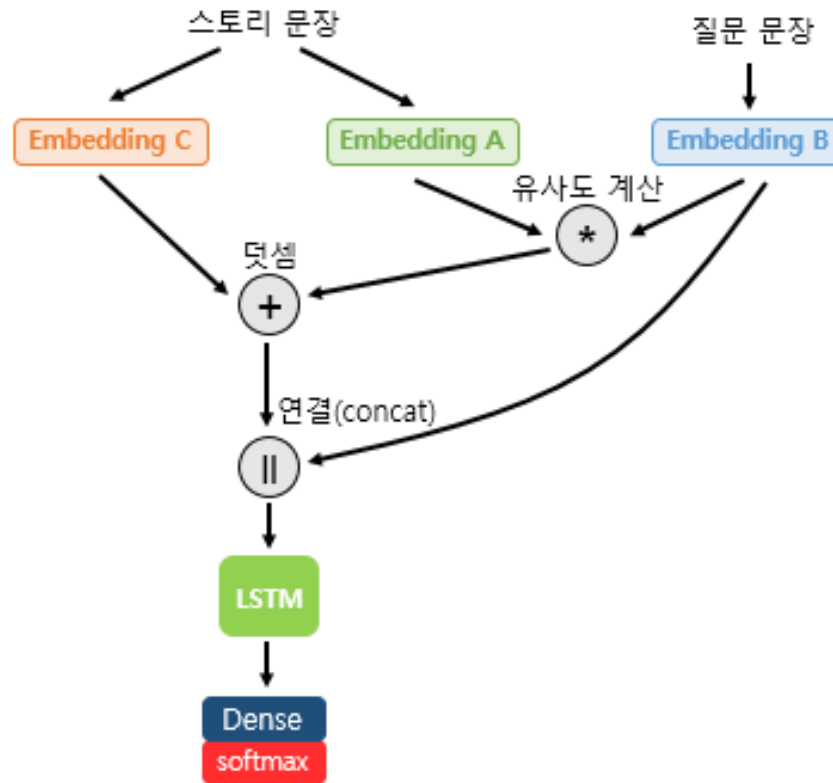 스토리 문장
질문 문장
Embedding C
Embedding A
Embedding B
유사도 계산
*
덧셈
+
연결(concat)
||
LSTM
Dense
softmax